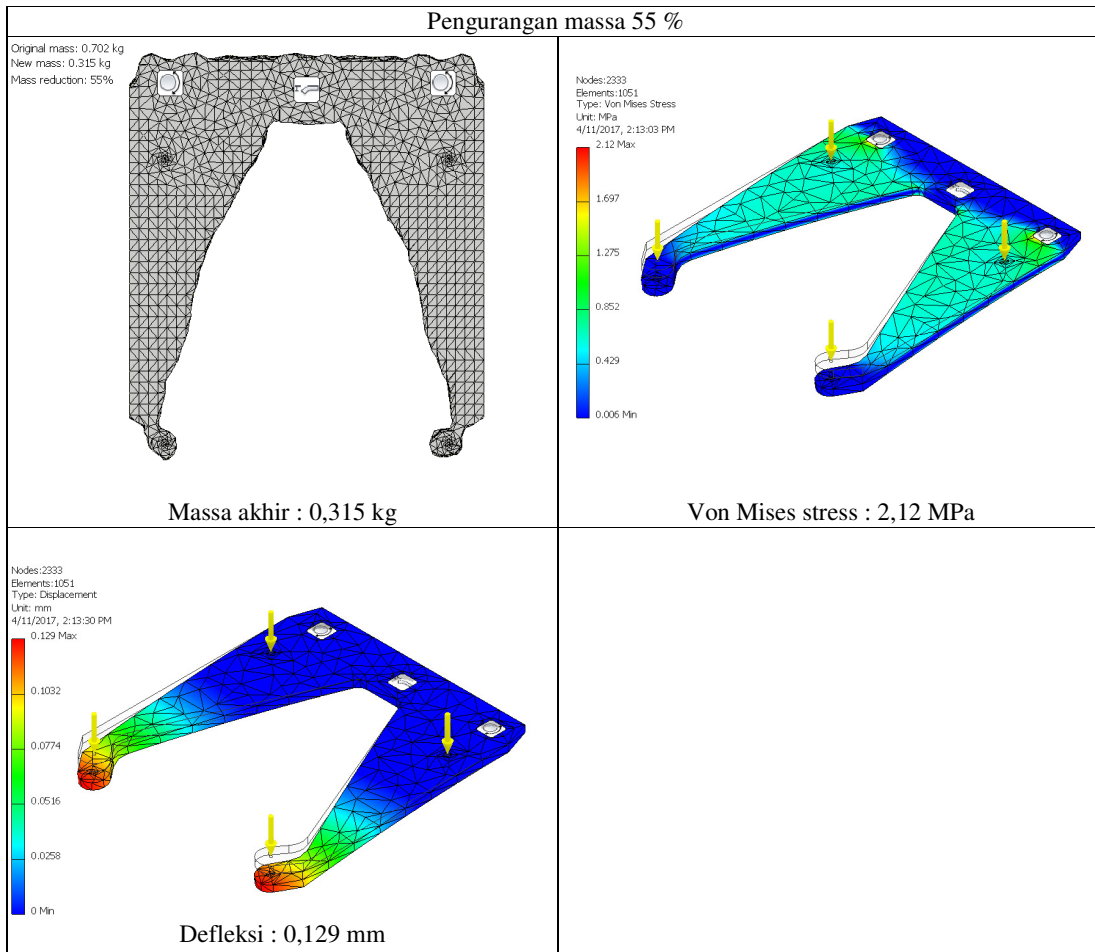 Pengurangan massa 55 %
Original mass: 0.702 kg
New mass: 0.315 kg
Mass reduction: 55%
Massa akhir : 0,315 kg
Nodes:2333
Elements:1051
Type: Von Mises Stress
Unit: MPa
4/11/2017, 2:13:03 PM
2.12 Max
1.697
1.275
0.852
0.429
0.006 Min
Von Mises stress : 2,12 MPa
Nodes:2333
Elements:1051
Type: Displacement
Unit: mm
4/11/2017, 2:13:30 PM
0.129 Max
0.1032
0.0774
0.0516
0.0258
0 Min
Defleksi : 0,129 mm